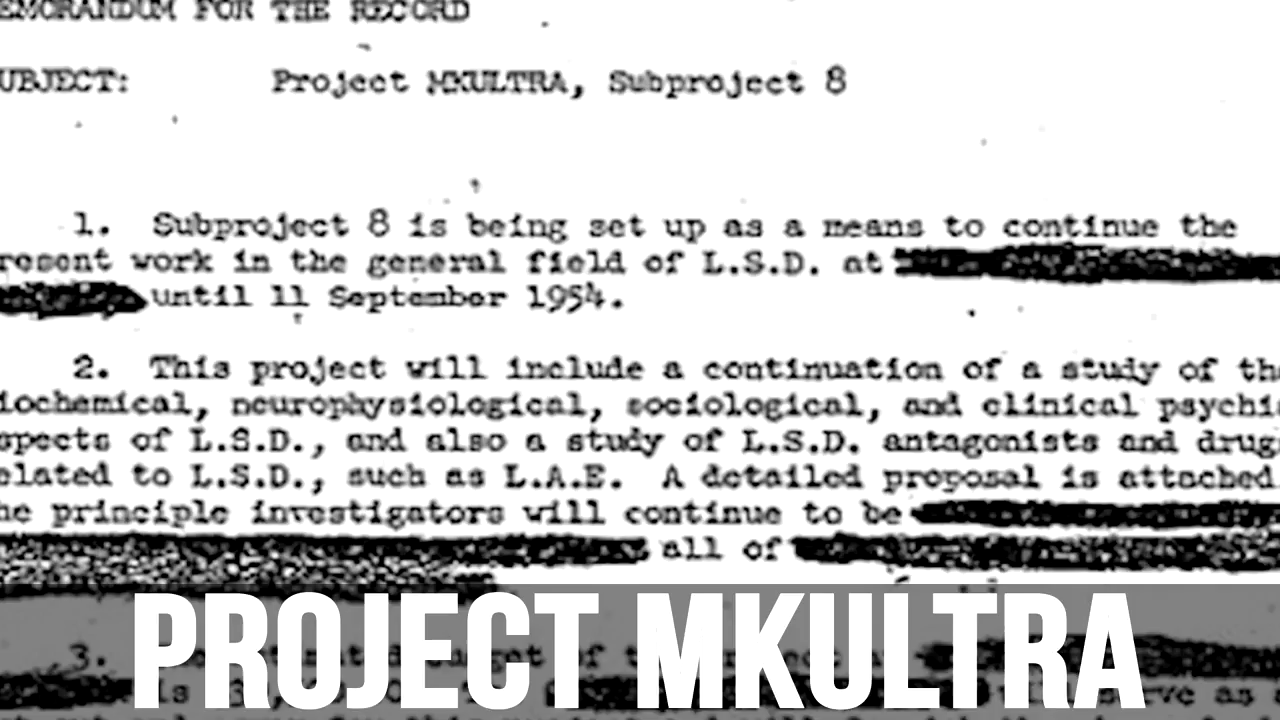 EMORANDUM FOR THE RECORD
UBJECT: Project MKULTRA, Subproject 8
1. Subproject 8 is being set up as a means to continue the
resent work in the general field of L.S.D. at
until 11 September 1954.
2. This project will include a continuation of a study of th
iochemical, neurophysiological, sociological, and clinical psychi
spects of L.S.D., and also a study of L.S.D. antagonists and drugs
elated to L.S.D., such as L.A.E. A detailed proposal is attached.
he principle investigators will continue to be
all of
3.
PROJECT MKULTRA